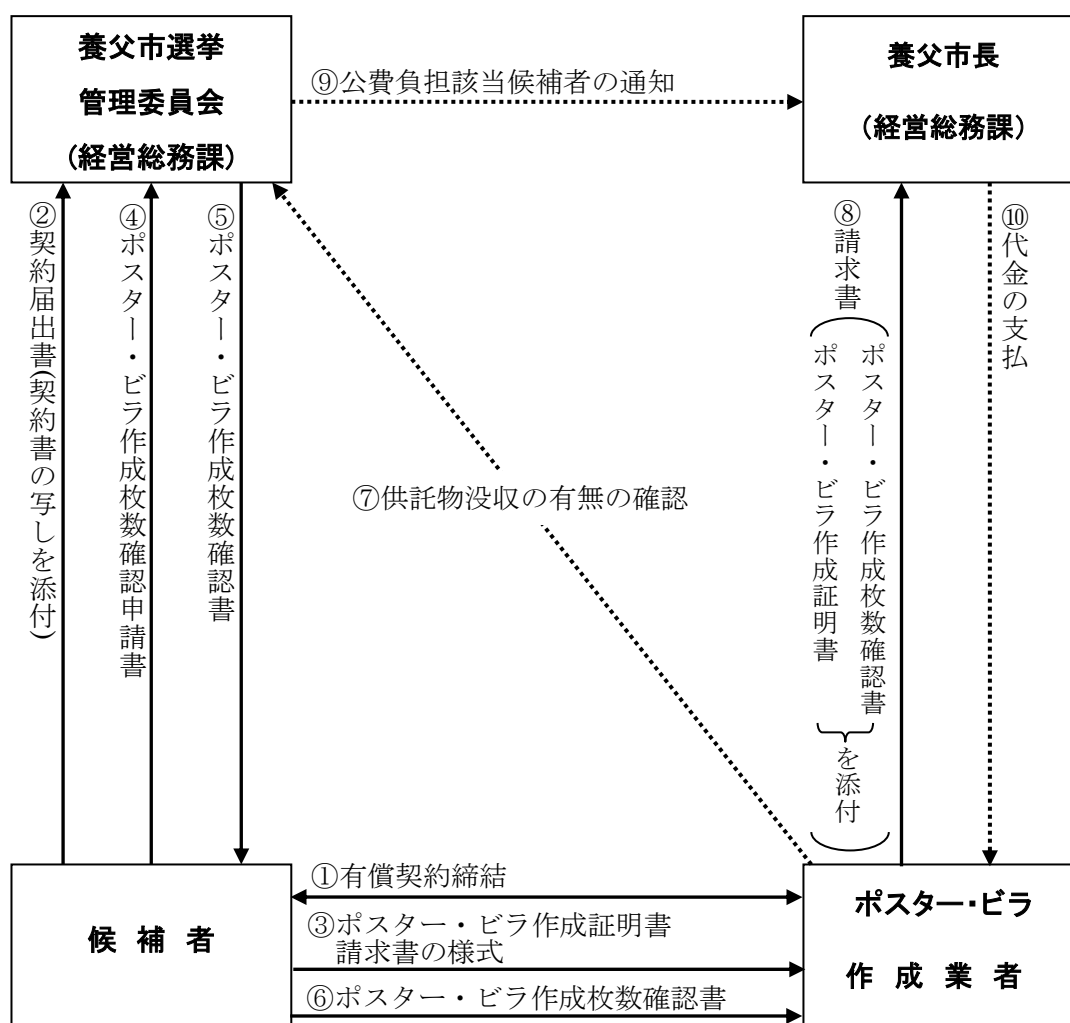 養父市選挙
管理委員会
(経営総務課)
⑨公費負担該当候補者の通知
養父市長
(経営総務課)
②契約届出書(契約書の写しを添付)
④ポスター・ビラ作成枚数確認申請書
⑤ポスター・ビラ作成枚数確認書
⑦供託物没収の有無の確認
⑧請求書
ポスター・ビラ作成枚数確認書
ポスター・ビラ作成証明書
を添付
⑩代金の支払
候補者
①有償契約締結
③ポスター・ビラ作成証明書
請求書の様式
⑥ポスター・ビラ作成枚数確認書
ポスター・ビラ
作成業者